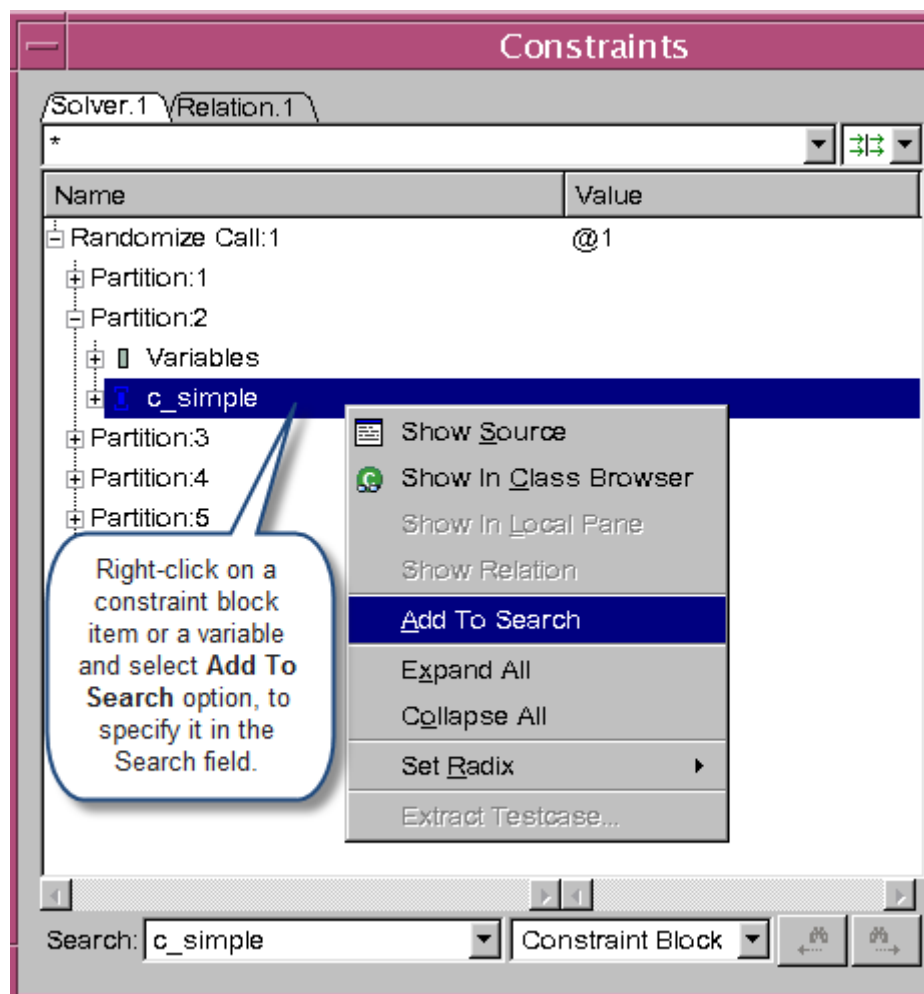 Constraints
Solver.1 Relation.1
*
Name Value
Randomize Call:1 @1
Partition:1
Partition:2
Variables
c_simple
Partition:3
Partition:4
Partition:5
Show Source
Show In Class Browser
Show In Local Pane
Show Relation
Add To Search
Expand All
Collapse All
Set Radix
Extract Testcase...
Right-click on a
constraint block
item or a variable
and select Add To
Search option, to
specify it in the
Search field.
Search: c_simple Constraint Block